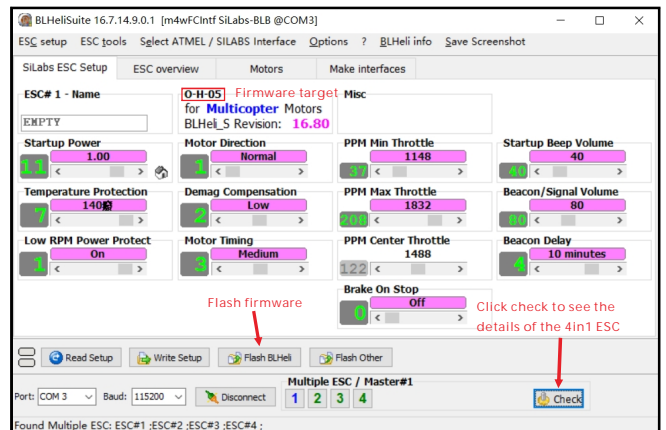 BLHeliSuite 16.7.14.9.0.1 [m4wFCIntf SiLabs-BLB @COM3]
ESC setup ESC tools Select ATMEL / SILABS Interface Options ? BLHeli info Save Screenshot
SiLabs ESC Setup ESC overview Motors Make interfaces
ESC# 1 - Name
EMPTY
O-H-05 Firmware target
for Multicopter Motors
BLHeli_S Revision: 16.80
Misc
Startup Power Motor Direction PPM Min Throttle Startup Beep Volume
11 1.00 1 Normal 37 1148 40 40
Temperature Protection Demag Compensation PPM Max Throttle Beacon/Signal Volume
7 140癖 2 Low 208 1832 80 80
Low RPM Power Protect Motor Timing PPM Center Throttle Beacon Delay
1 On 3 Medium 122 1488 4 10 minutes
Brake On Stop
0 Off
Flash firmware
Click check to see the
details of the 4in1 ESC
Read Setup Write Setup Flash BLHeli Flash Other
Multiple ESC / Master#1
Port: COM 3 Baud: 115200 Disconnect 1 2 3 4 Check
Found Multiple ESC: ESC#1 ;ESC#2 ;ESC#3 ;ESC#4 ;